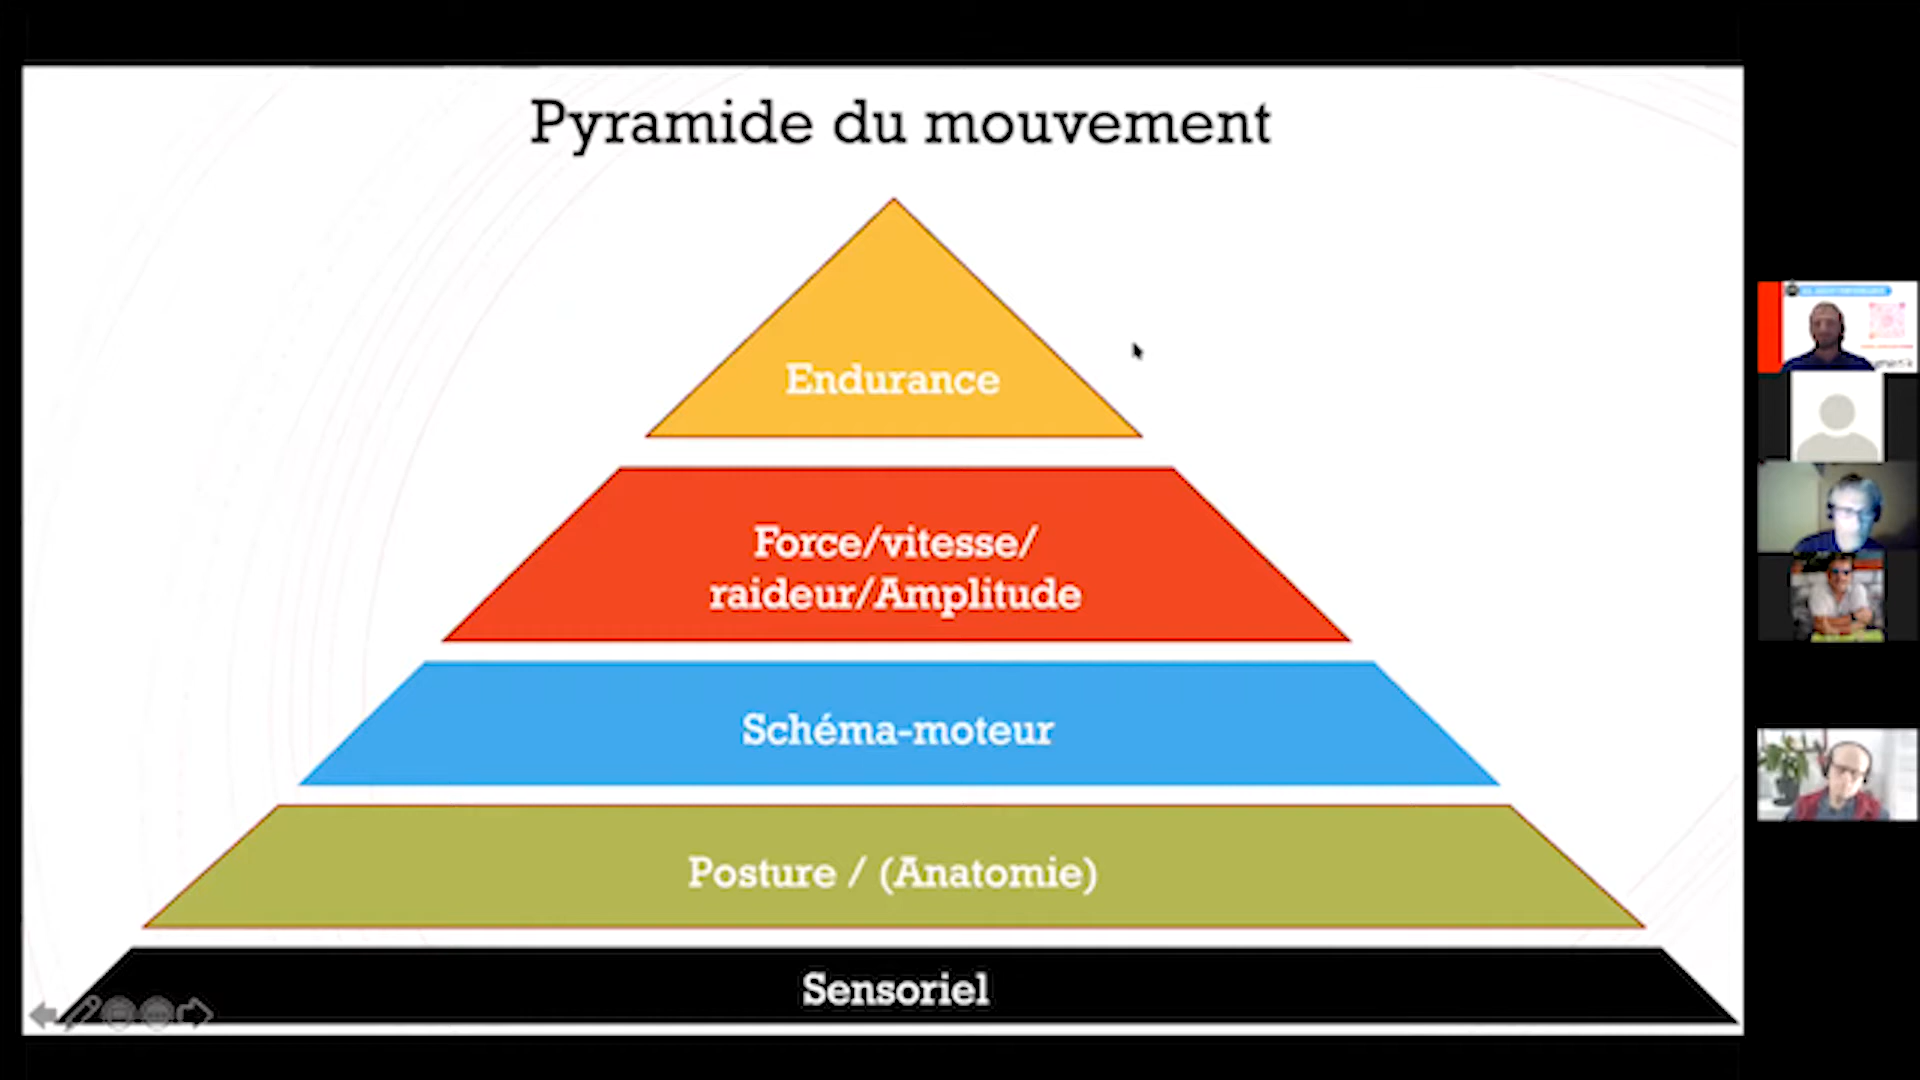 Pyramide du mouvement
Endurance
Force/vitesse/
raideur/Amplitude
Schéma-moteur
Posture / (Anatomie)
Sensoriel